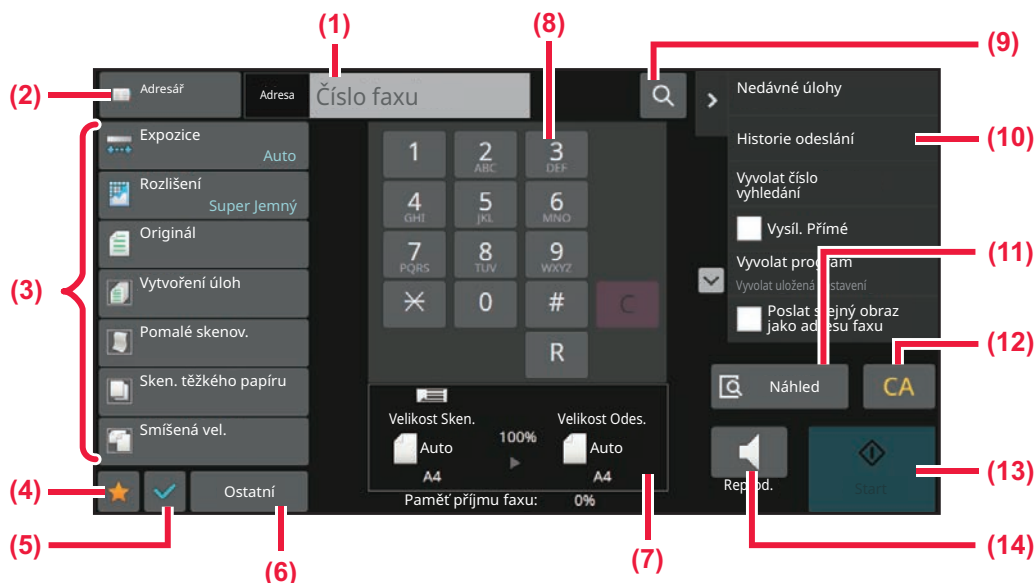 (1)
(8)
(9)
(2)
Adresář
Adresa
Číslo faxu
Nedávné úlohy
(3)
Expozice
Auto
Rozlišení
Super Jemný
Originál
Vytvoření úloh
Pomalé skenov.
Sken. těžkého papíru
Smíšená vel.
1
2
ABC
3
DEF
4
GHI
5
JKL
6
MNO
7
PQRS
8
TUV
9
WXYZ
0
#
C
R
Historie odeslání
(10)
Vyvolat číslo
vyhledání
Vysíl. Přímé
(11)
Vyvolat program
Vyvolat uložená nastavení
Poslat stejný obraz
jako adresu faxu
(12)
Náhled
CA
Velikost Sken.
Velikost Odes.
Auto
100%
Auto
A4
A4
Paměť příjmu faxu: 0%
(4)
(5)
Ostatní
(6)
(7)
Reprod.
Start
(13)
(14)